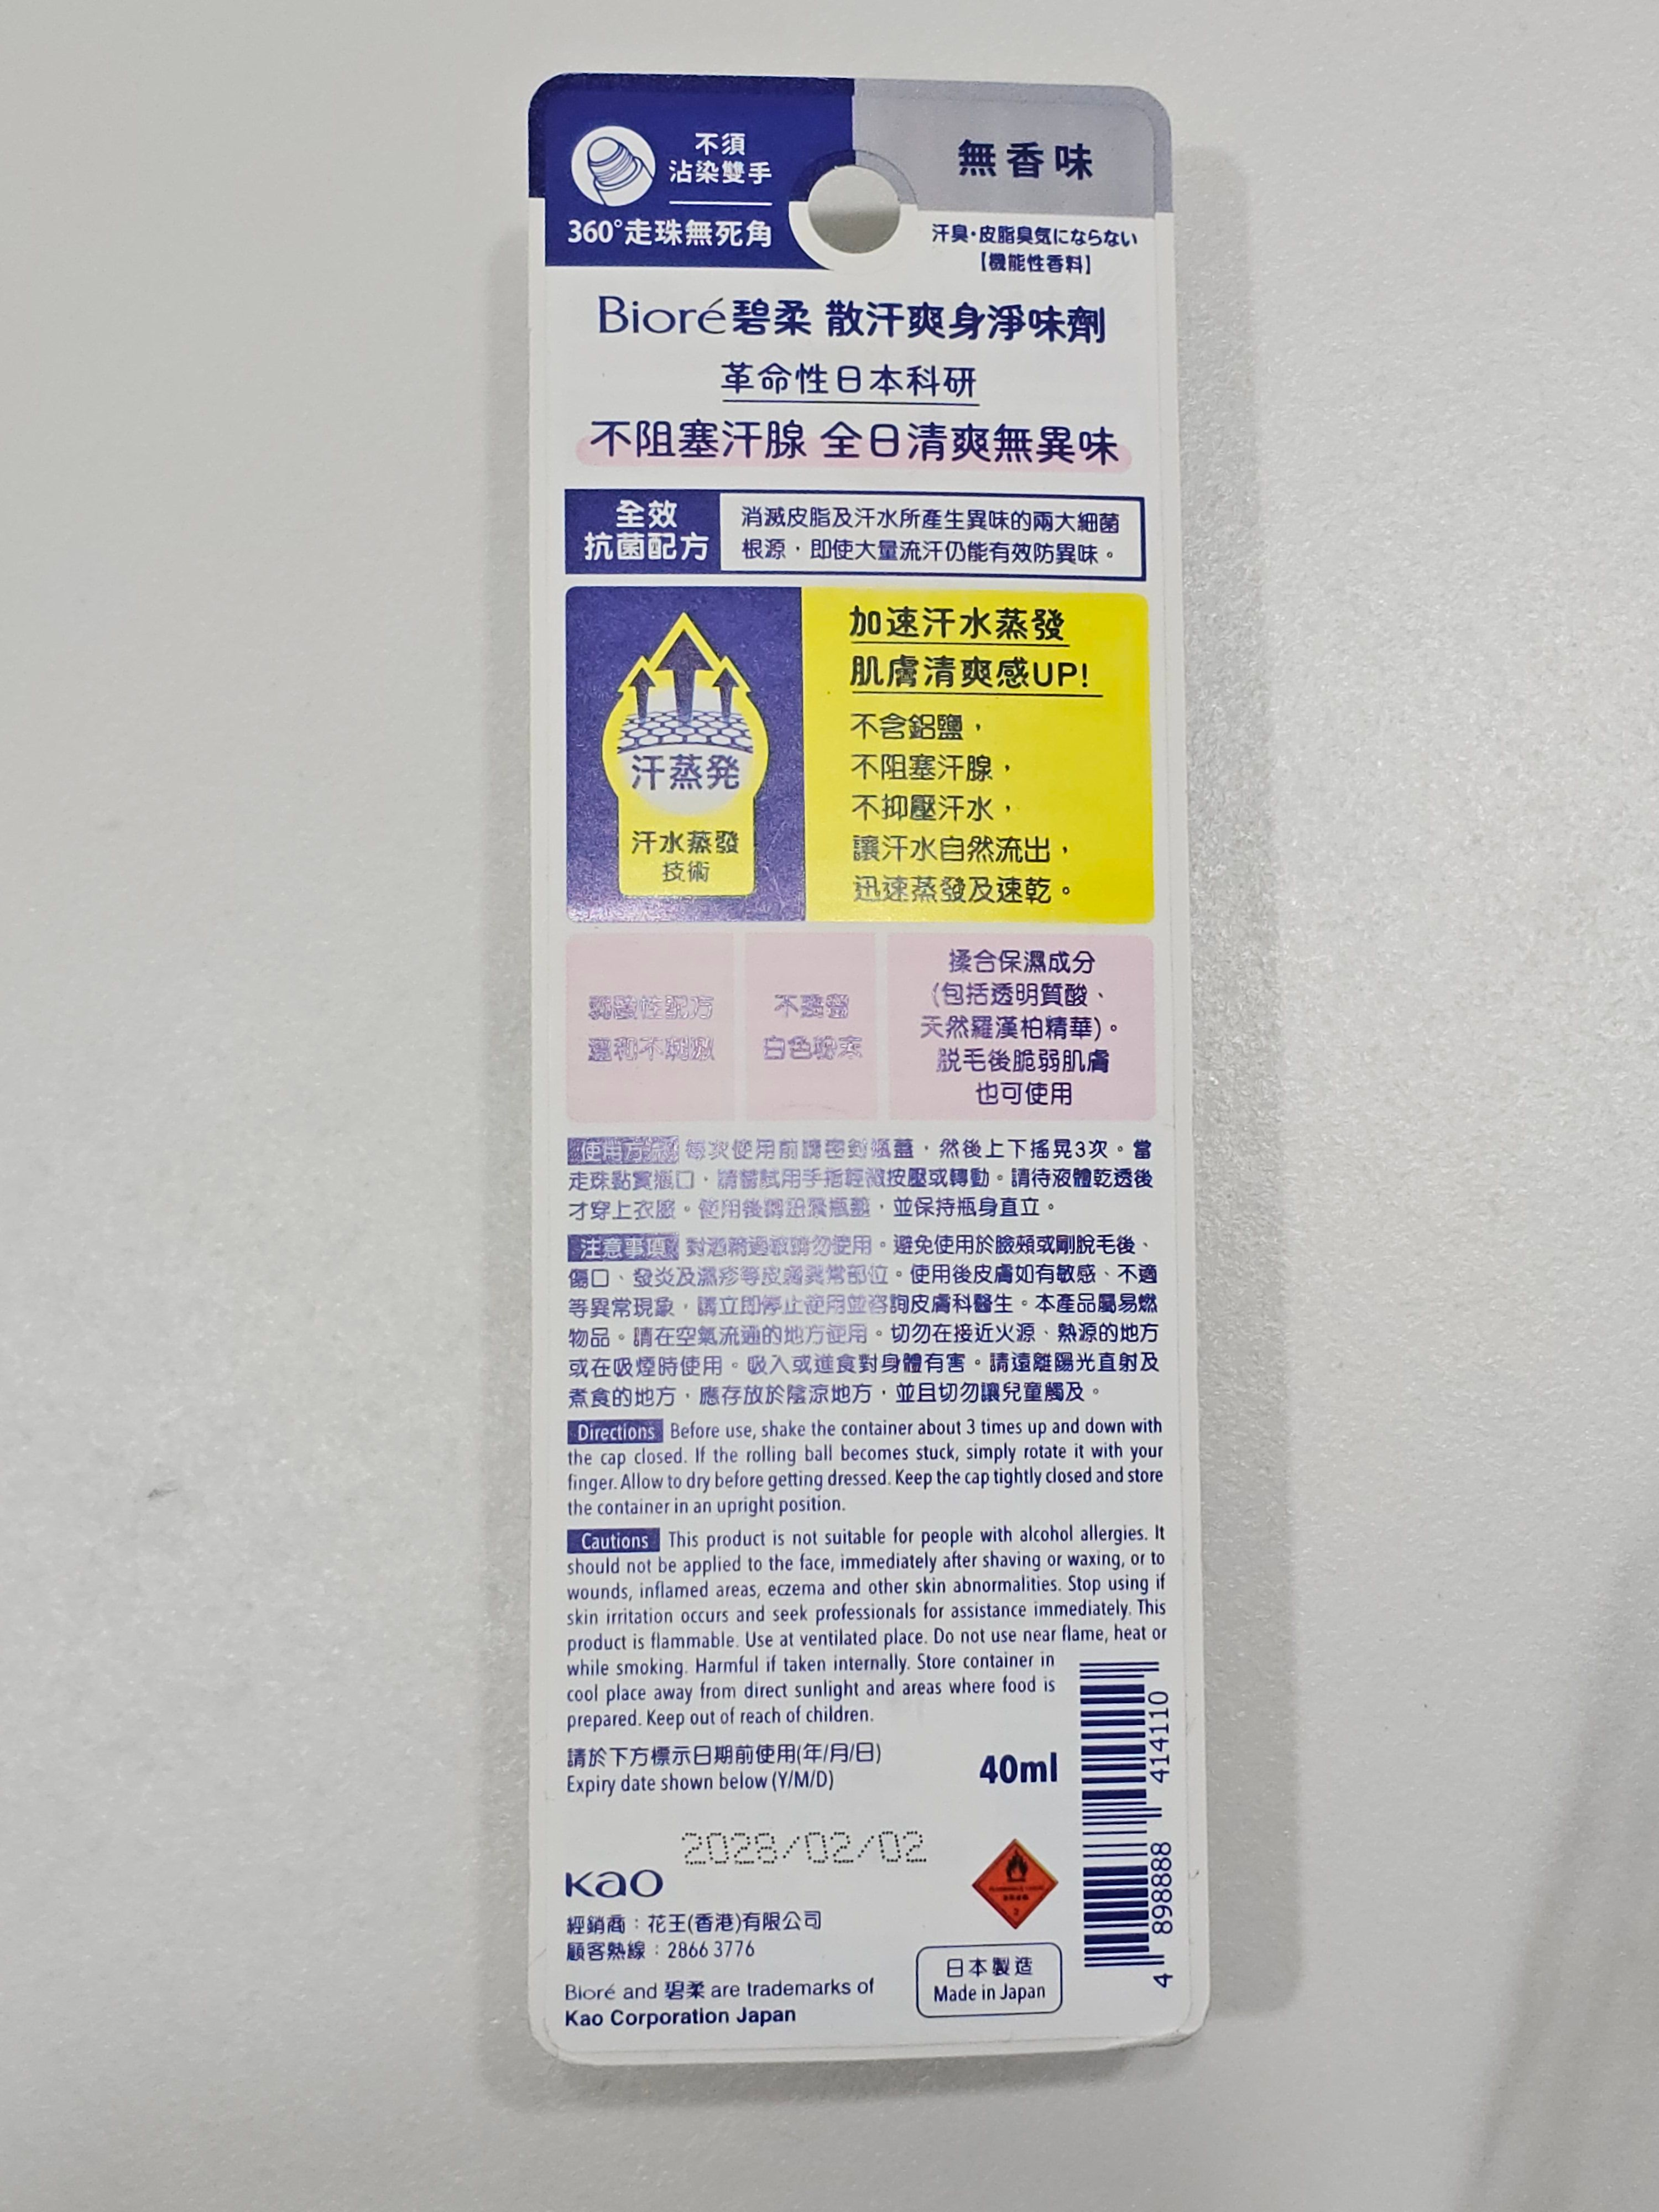 不須
沾染雙手
360°走珠無死角
無香味
汗臭・皮脂臭気にならない
【機能性香料】
Bioré碧柔 散汗爽身淨味劑
革命性日本科研
不阻塞汗腺 全日清爽無異味
全效
抗菌配方
消滅皮脂及汗水所產生異味的兩大細菌
根源，即使大量流汗仍能有效防異味。
汗蒸発
汗水蒸發
技術
加速汗水蒸發
肌膚清爽感UP!
不含鋁鹽，
不阻塞汗腺，
不抑壓汗水，
讓汗水自然流出，
迅速蒸發及速乾。
弱酸性配方
溫和不刺激
不殘留
白色粉末
揉合保濕成分
(包括透明質酸、
天然羅漢柏精華)。
脫毛後脆弱肌膚
也可使用
使用方法 每次使用前請密封瓶蓋，然後上下搖晃3次。當
走珠黏實瓶口，請嘗試用手指輕微按壓或轉動。請待液體乾透後
才穿上衣服。使用後鎖緊瓶蓋，並保持瓶身直立。
注意事項 對酒精過敏請勿使用。避免使用於臉頰或剛脫毛後、
傷口、發炎及濕疹等皮膚異常部位。使用後皮膚如有敏感、不適
等異常現象，請立即停止使用並咨詢皮膚科醫生。本產品屬易燃
物品。請在空氣流通的地方使用。切勿在接近火源、熱源的地方
或在吸煙時使用。吸入或進食對身體有害。請遠離陽光直射及
煮食的地方，應存放於陰涼地方，並且切勿讓兒童觸及。
Directions Before use, shake the container about 3 times up and down with
the cap closed. If the rolling ball becomes stuck, simply rotate it with your
finger. Allow to dry before getting dressed. Keep the cap tightly closed and store
the container in an upright position.
Cautions This product is not suitable for people with alcohol allergies. It
should not be applied to the face, immediately after shaving or waxing, or to
wounds, inflamed areas, eczema and other skin abnormalities. Stop using if
skin irritation occurs and seek professionals for assistance immediately. This
product is flammable. Use at ventilated place. Do not use near flame, heat or
while smoking. Harmful if taken internally. Store container in
cool place away from direct sunlight and areas where food is
prepared. Keep out of reach of children.
請於下方標示日期前使用(年/月/日)
Expiry date shown below (Y/M/D)
40ml
2028/02/02
Kao
經銷商：花王(香港)有限公司
顧客熱線：2866 3776
Bioré and 碧柔 are trademarks of
Kao Corporation Japan
日本製造
Made in Japan
4 898888 414110